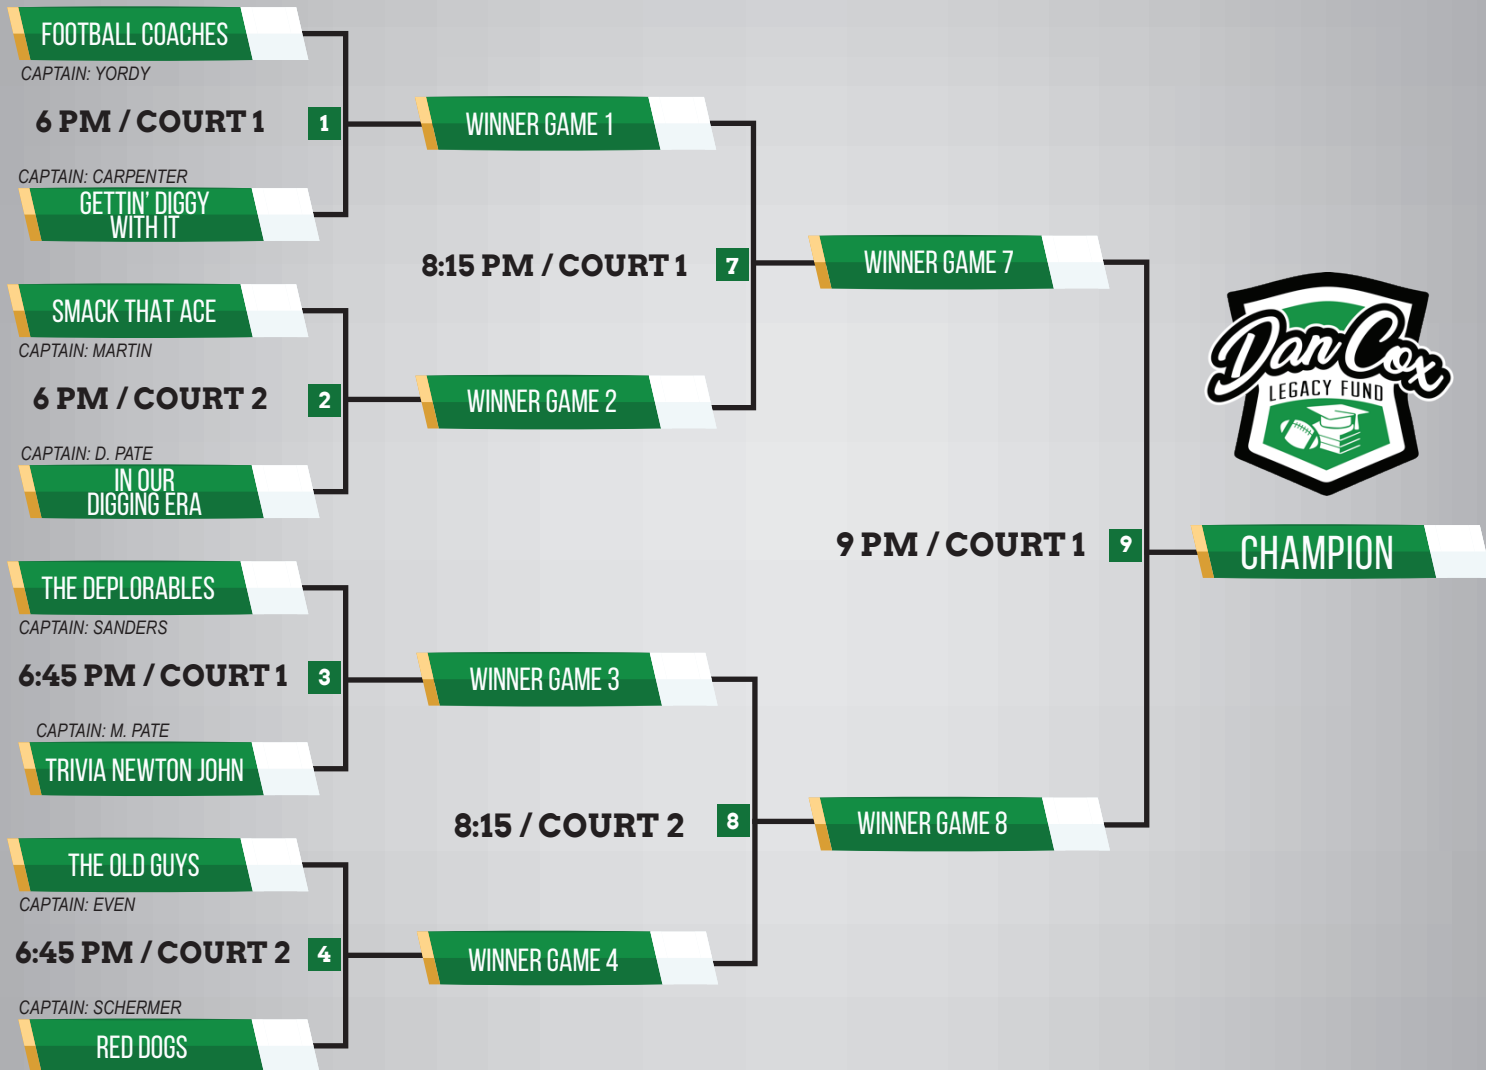 FOOTBALL COACHES
CAPTAIN: YORDY
6 PM / COURT 1
1
CAPTAIN: CARPENTER
GETTIN' DIGGY
WITH IT
SMACK THAT ACE
CAPTAIN: MARTIN
6 PM / COURT 2
2
CAPTAIN: D. PATE
IN OUR
DIGGING ERA
THE DEPLORABLES
CAPTAIN: SANDERS
6:45 PM / COURT 1
3
CAPTAIN: M. PATE
TRIVIA NEWTON JOHN
THE OLD GUYS
CAPTAIN: EVEN
6:45 PM / COURT 2
4
CAPTAIN: SCHERMER
RED DOGS
WINNER GAME 1
8:15 PM / COURT 1
7
WINNER GAME 2
WINNER GAME 3
8:15 / COURT 2
8
WINNER GAME 4
WINNER GAME 7
9 PM / COURT 1
9
WINNER GAME 8
Dan Cox
LEGACY FUND
CHAMPION